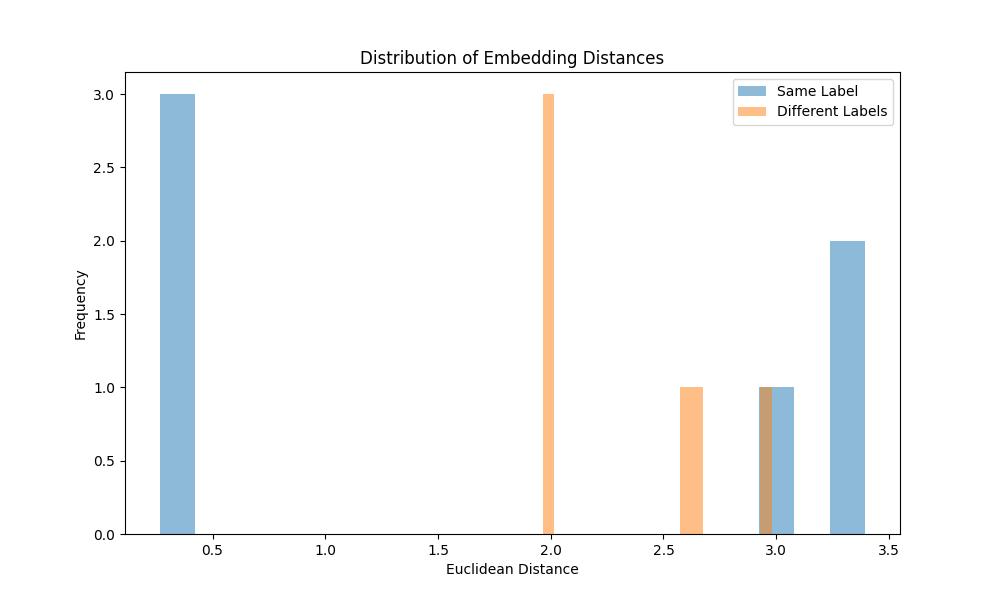 Distribution of Embedding Distances
Same Label
Different Labels
Frequency
3.0
2.5
2.0
1.5
1.0
0.5
0.0
0.5 1.0 1.5 2.0 2.5 3.0 3.5
Euclidean Distance